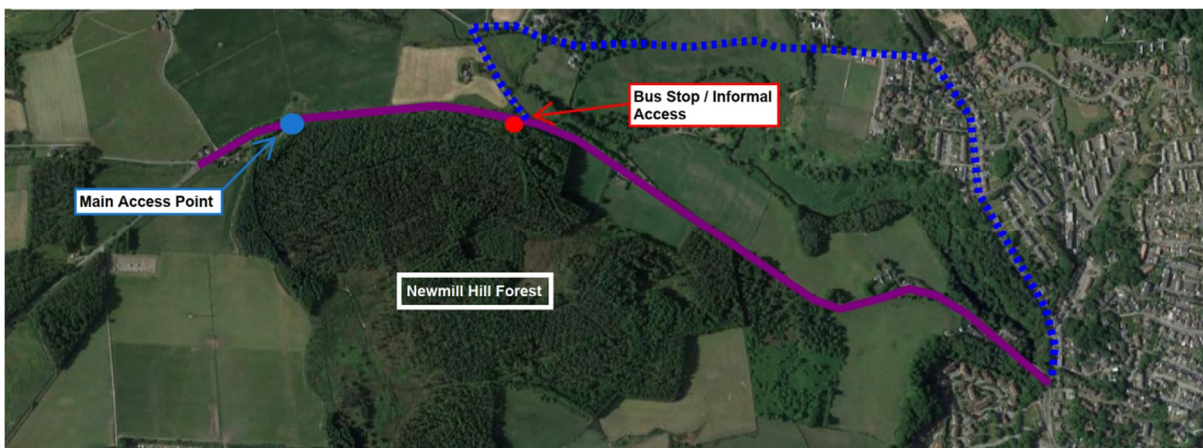 Bus Stop / Informal
Access
Main Access Point
Newmill Hill Forest